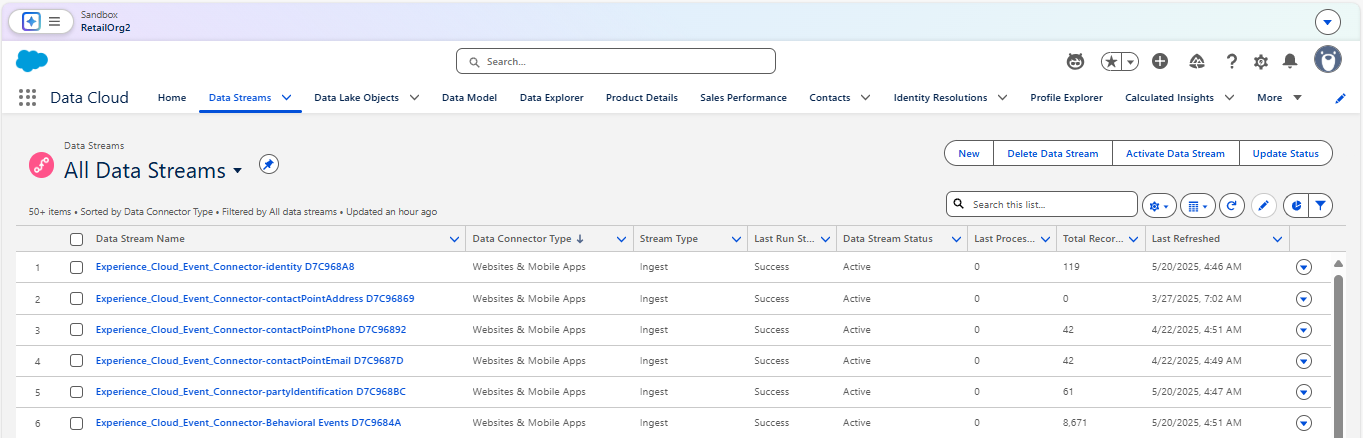 Sandbox
RetailOrg2
Search...
Data Cloud Home Data Streams Data Lake Objects Data Model Data Explorer Product Details Sales Performance Contacts Identity Resolutions Profile Explorer Calculated Insights More
Data Streams
All Data Streams
New Delete Data Stream Activate Data Stream Update Status
50+ items • Sorted by Data Connector Type • Filtered by All data streams • Updated an hour ago
Search this list...
Data Stream Name Data Connector Type Stream Type Last Run St... Data Stream Status Last Proces... Total Recor... Last Refreshed
1 Experience_Cloud_Event_Connector-identity D7C968A8 Websites & Mobile Apps Ingest Success Active 0 119 5/20/2025, 4:46 AM
2 Experience_Cloud_Event_Connector-contactPointAddress D7C96869 Websites & Mobile Apps Ingest Success Active 0 0 3/27/2025, 7:02 AM
3 Experience_Cloud_Event_Connector-contactPointPhone D7C96892 Websites & Mobile Apps Ingest Success Active 0 42 4/22/2025, 4:51 AM
4 Experience_Cloud_Event_Connector-contactPointEmail D7C9687D Websites & Mobile Apps Ingest Success Active 0 42 4/22/2025, 4:49 AM
5 Experience_Cloud_Event_Connector-partyIdentification D7C968BC Websites & Mobile Apps Ingest Success Active 0 61 5/20/2025, 4:47 AM
6 Experience_Cloud_Event_Connector-Behavioral Events D7C9684A Websites & Mobile Apps Ingest Success Active 0 8,671 5/20/2025, 4:51 AM